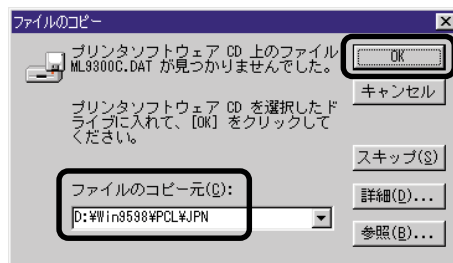 ファイルのコピー
プリンタソフトウェア CD 上のファイル
ML9300C.DAT が見つかりませんでした。
プリンタソフトウェア CD を選択したド
ライブに入れて、[OK] をクリックして
ください。
ファイルのコピー元(C):
D:¥Win9598¥PCL¥JPN
OK
キャンセル
スキップ(S)
詳細(D)...
参照(B)...